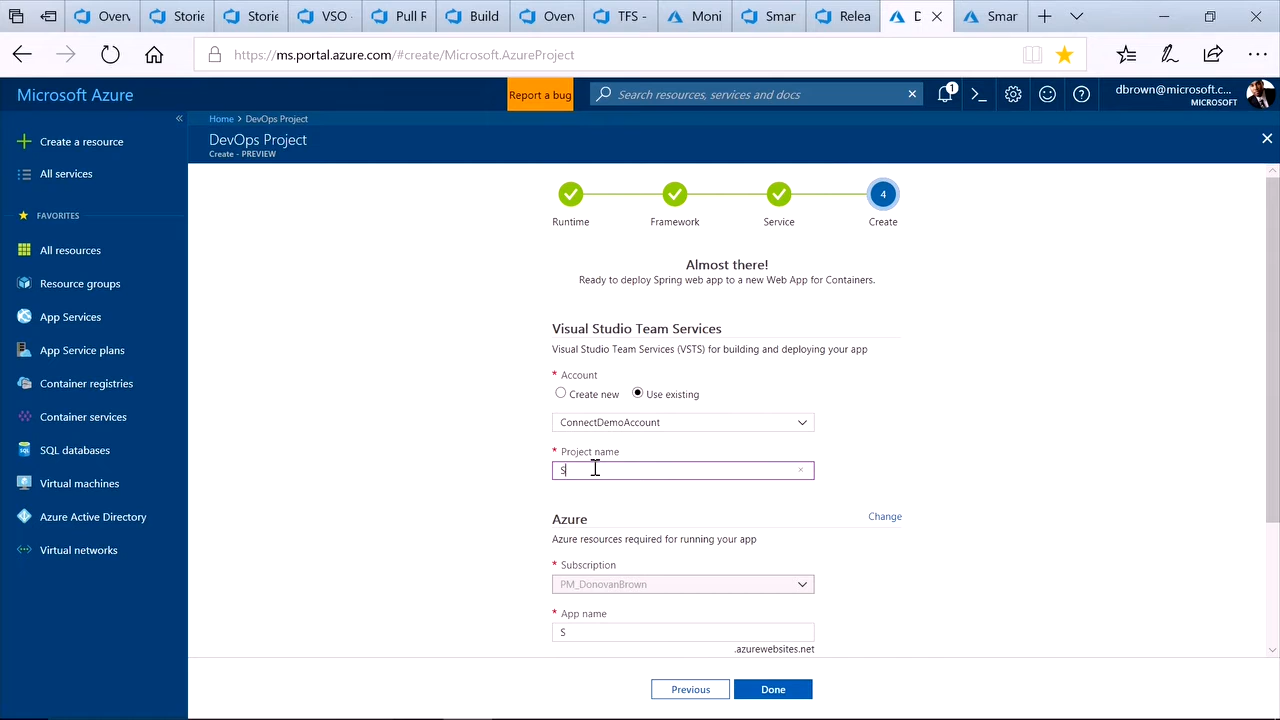 Overv Storie Storie VSO - Pull R Build Overv TFS - Moni Smar Relea D Smar
https://ms.portal.azure.com/#create/Microsoft.AzureProject
Microsoft Azure
Report a bug
Search resources, services and docs
1
dbrown@microsoft.c...
MICROSOFT
Home > DevOps Project
DevOps Project
Create - PREVIEW
Create a resource
All services
FAVORITES
All resources
Resource groups
App Services
App Service plans
Container registries
Container services
SQL databases
Virtual machines
Azure Active Directory
Virtual networks
4
Runtime Framework Service Create
Almost there!
Ready to deploy Spring web app to a new Web App for Containers.
Visual Studio Team Services
Visual Studio Team Services (VSTS) for building and deploying your app
* Account
Create new Use existing
ConnectDemoAccount
* Project name
S
Azure Change
Azure resources required for running your app
* Subscription
PM_DonovanBrown
* App name
S
.azurewebsites.net
Previous Done